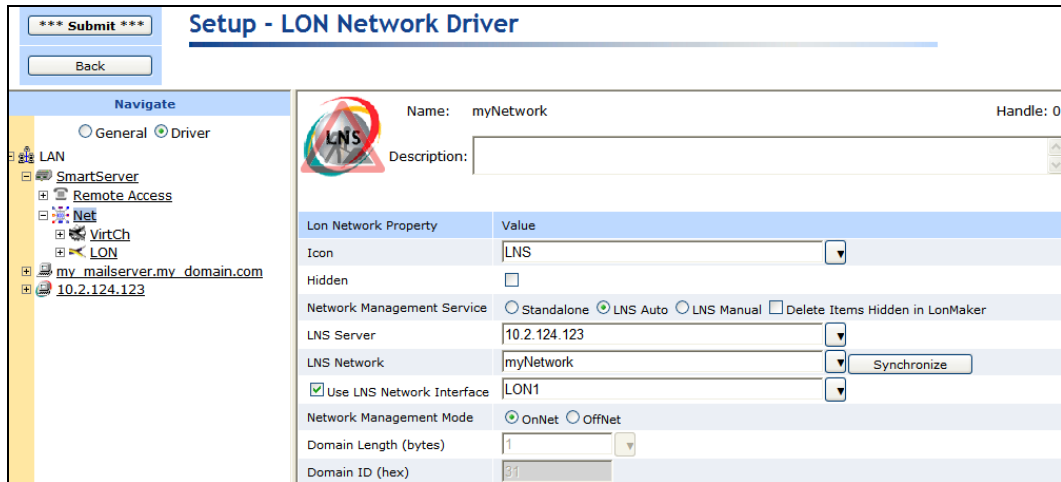 *** Submit ***
Setup - LON Network Driver
Back
Navigate
General Driver
LAN
SmartServer
Remote Access
Net
VirtCh
LON
my_mailserver.my_domain.com
10.2.124.123
LNS
Name: myNetwork Handle: 0
Description:
Lon Network Property Value
Icon LNS
Hidden
Network Management Service Standalone LNS Auto LNS Manual Delete Items Hidden in LonMaker
LNS Server 10.2.124.123
LNS Network myNetwork Synchronize
Use LNS Network Interface LON1
Network Management Mode OnNet OffNet
Domain Length (bytes) 1
Domain ID (hex) 31